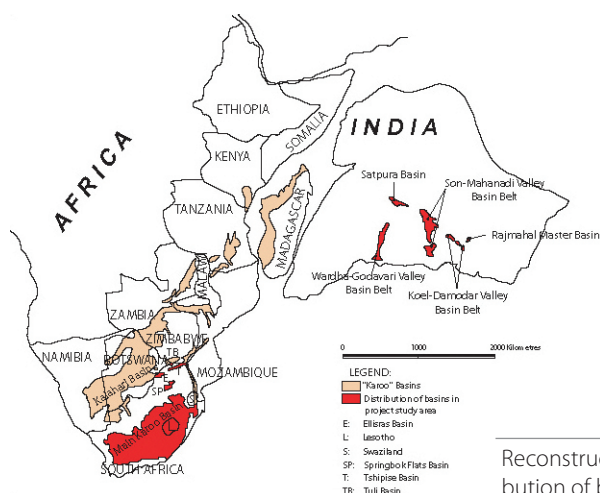 AFRICA
ETHIOPIA
SOMALIA
KENYA
TANZANIA
MADAGASCAR
MALAWI
ZAMBIA
ZIMBABWE
NAMIBIA
BOTSWANA
TB
Kalahari Basin
MOZAMBIQUE
SP
Main Karoo Basin
SOUTH AFRICA
INDIA
Satpura Basin
Son-Mahanadi Valley
Basin Belt
Rajmahal Master Basin
Wardha-Godavari Valley
Basin Belt
Koel-Damodar Valley
Basin Belt
0 1000 2000 Kilometres
LEGEND:
"Karoo" Basins
Distribution of basins in
project study area
E: Ellisras Basin
L: Lesotho
S: Swaziland
SP: Springbok Flats Basin
T: Tshipise Basin
TB: Tuli Basin
Reconstruc
bution of b